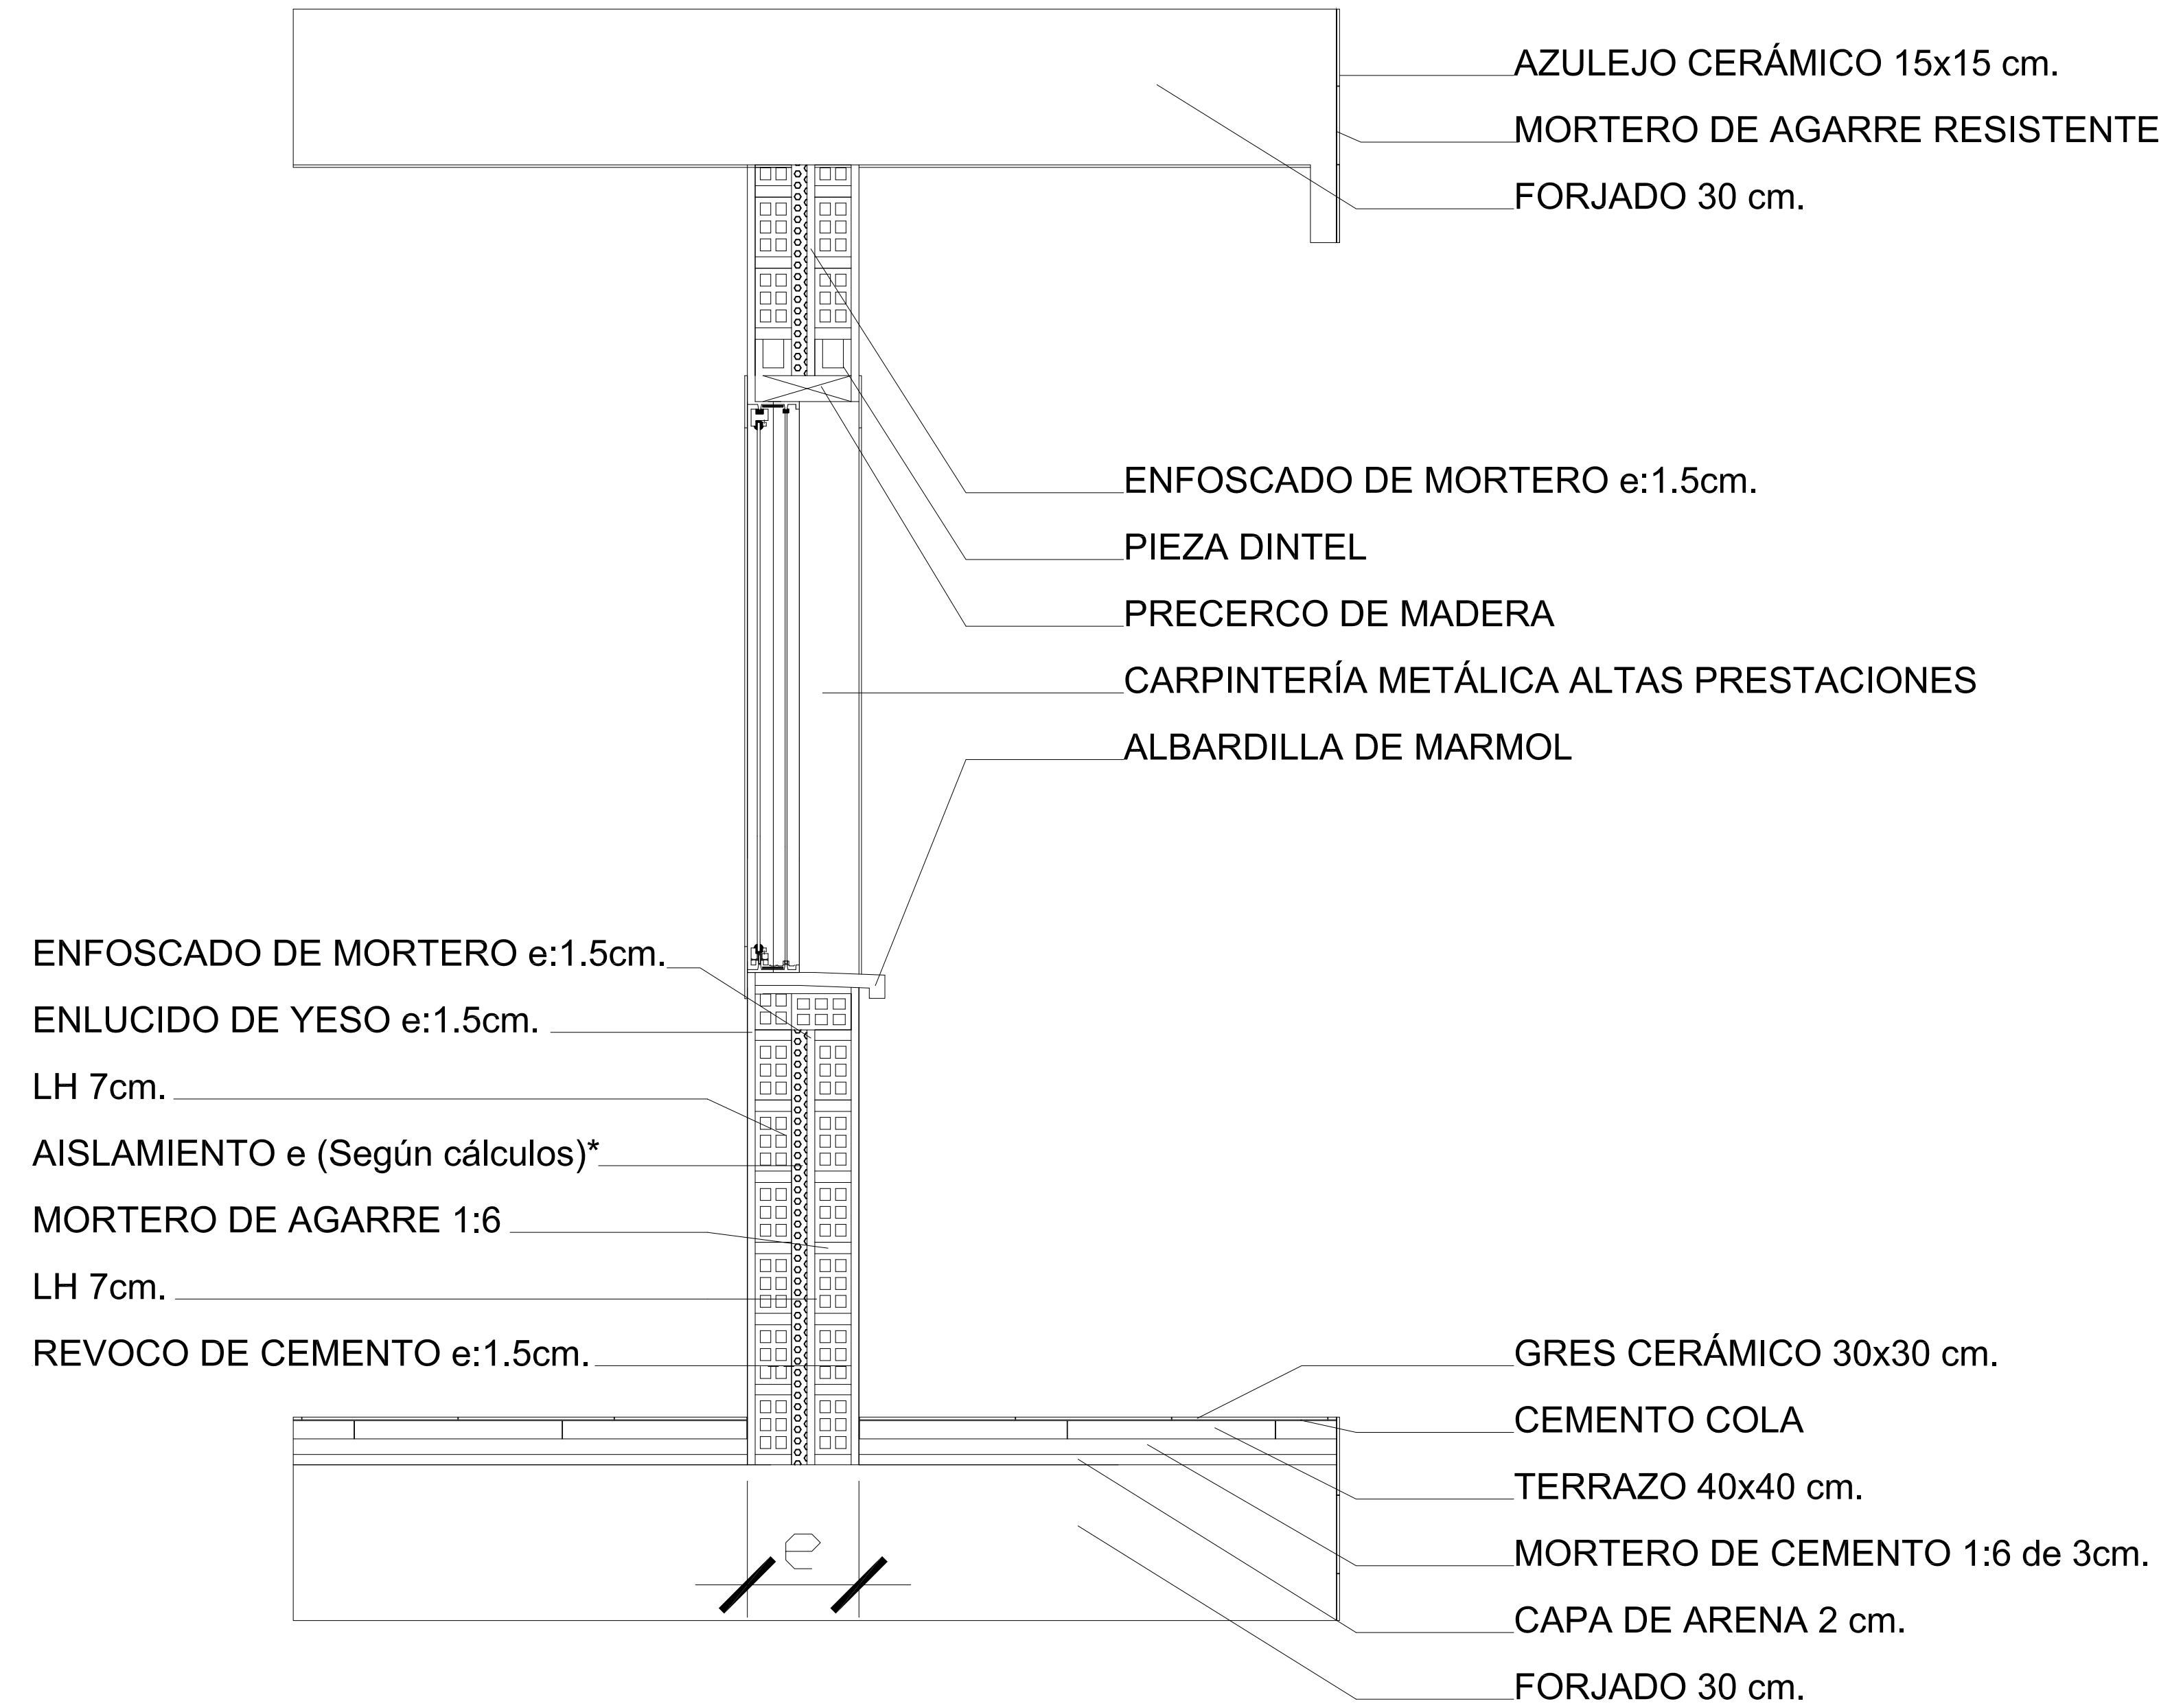 AZULEJO CERÁMICO 15x15 cm.
MORTERO DE AGARRE RESISTENTE
FORJADO 30 cm.
ENFOSCADO DE MORTERO e:1.5cm.
PIEZA DINTEL
PRECERCO DE MADERA
CARPINTERÍA METÁLICA ALTAS PRESTACIONES
ALBARDILLA DE MARMOL
ENFOSCADO DE MORTERO e:1.5cm.
ENLUCIDO DE YESO e:1.5cm.
LH 7cm.
AISLAMIENTO e (Según cálculos)*
MORTERO DE AGARRE 1:6
LH 7cm.
REVOCO DE CEMENTO e:1.5cm.
GRES CERÁMICO 30x30 cm.
CEMENTO COLA
TERRAZO 40x40 cm.
MORTERO DE CEMENTO 1:6 de 3cm.
CAPA DE ARENA 2 cm.
FORJADO 30 cm.
e